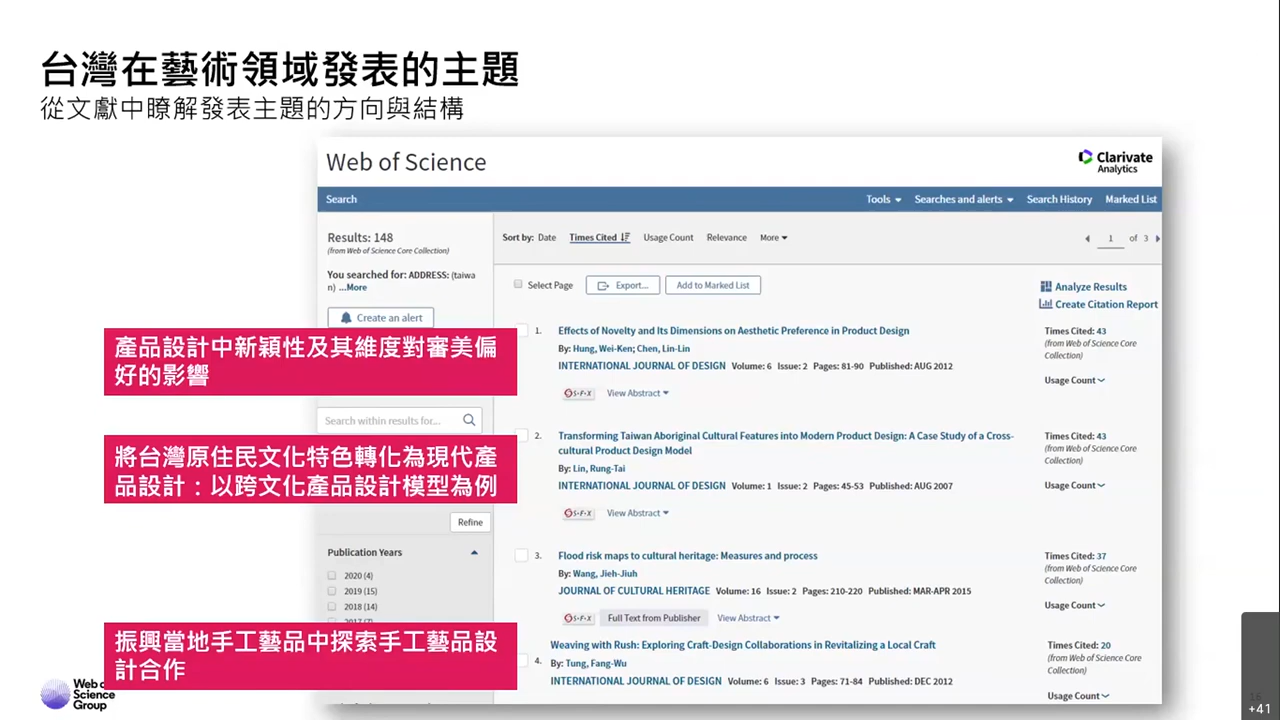 台灣在藝術領域發表的主題
從文獻中瞭解發表主題的方向與結構
Web of Science
Clarivate
Analytics
Search
Tools
Searches and alerts
Search History
Marked List
Results: 148
(from Web of Science Core Collection)
You searched for: ADDRESS: (taiwa
n) ...More
Create an alert
Sort by: Date Times Cited Usage Count Relevance More
1 of 3
Select Page
Export...
Add to Marked List
Analyze Results
Create Citation Report
產品設計中新穎性及其維度對審美偏
好的影響
1. Effects of Novelty and Its Dimensions on Aesthetic Preference in Product Design
By: Hung, Wei-Ken; Chen, Lin-Lin
INTERNATIONAL JOURNAL OF DESIGN Volume: 6 Issue: 2 Pages: 81-90 Published: AUG 2012
S·F·X View Abstract
Times Cited: 43
(from Web of Science Core
Collection)
Usage Count
Search within results for...
將台灣原住民文化特色轉化為現代產
品設計：以跨文化產品設計模型為例
2. Transforming Taiwan Aboriginal Cultural Features into Modern Product Design: A Case Study of a Cross-
cultural Product Design Model
By: Lin, Rung-Tai
INTERNATIONAL JOURNAL OF DESIGN Volume: 1 Issue: 2 Pages: 45-53 Published: AUG 2007
S·F·X View Abstract
Times Cited: 43
(from Web of Science Core
Collection)
Usage Count
Refine
Publication Years
2020 (4)
2019 (15)
2018 (14)
3. Flood risk maps to cultural heritage: Measures and process
By: Wang, Jieh-Jiuh
JOURNAL OF CULTURAL HERITAGE Volume: 16 Issue: 2 Pages: 210-220 Published: MAR-APR 2015
S·F·X Full Text from Publisher View Abstract
Times Cited: 37
(from Web of Science Core
Collection)
Usage Count
振興當地手工藝品中探索手工藝品設
計合作
4. Weaving with Rush: Exploring Craft-Design Collaborations in Revitalizing a Local Craft
By: Tung, Fang-Wu
INTERNATIONAL JOURNAL OF DESIGN Volume: 6 Issue: 3 Pages: 71-84 Published: DEC 2012
Times Cited: 20
(from Web of Science Core
Collection)
Usage Count
Web of
Science
Group
16
+41